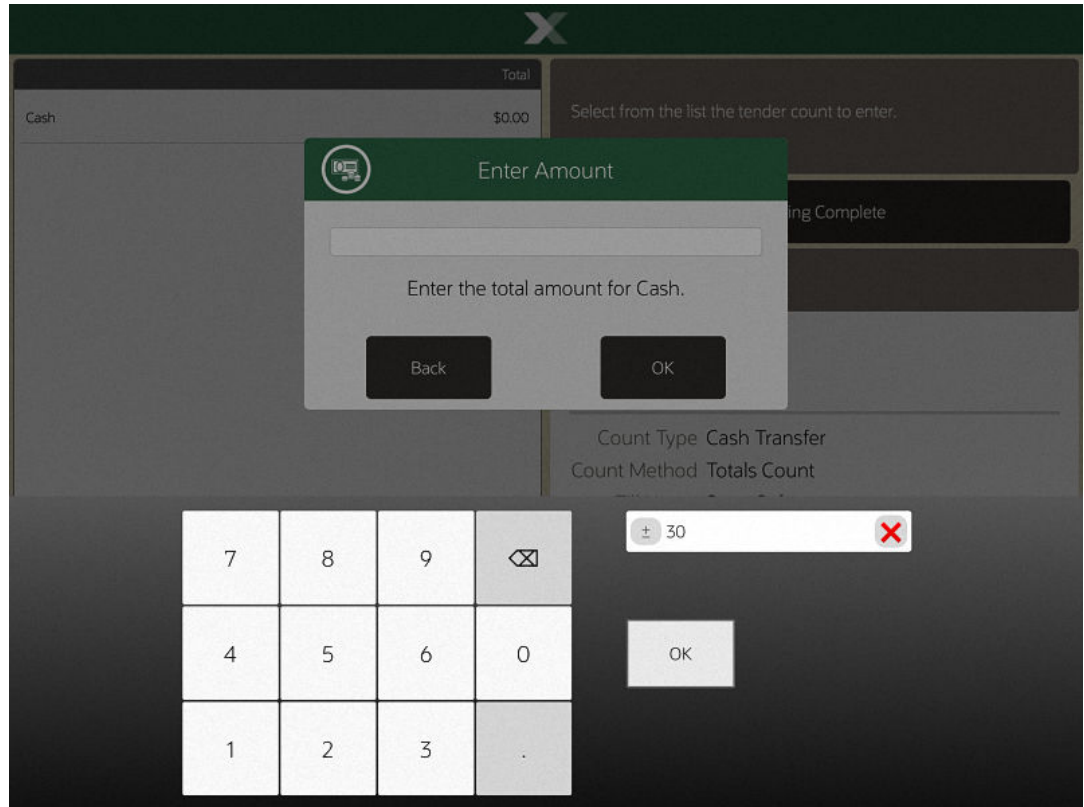 Total
Cash $0.00
Select from the list the tender count to enter.
Enter Amount
ing Complete
Enter the total amount for Cash.
Back OK
Count Type Cash Transfer
Count Method Totals Count
± 30
7 8 9
4 5 6 0
OK
1 2 3 .